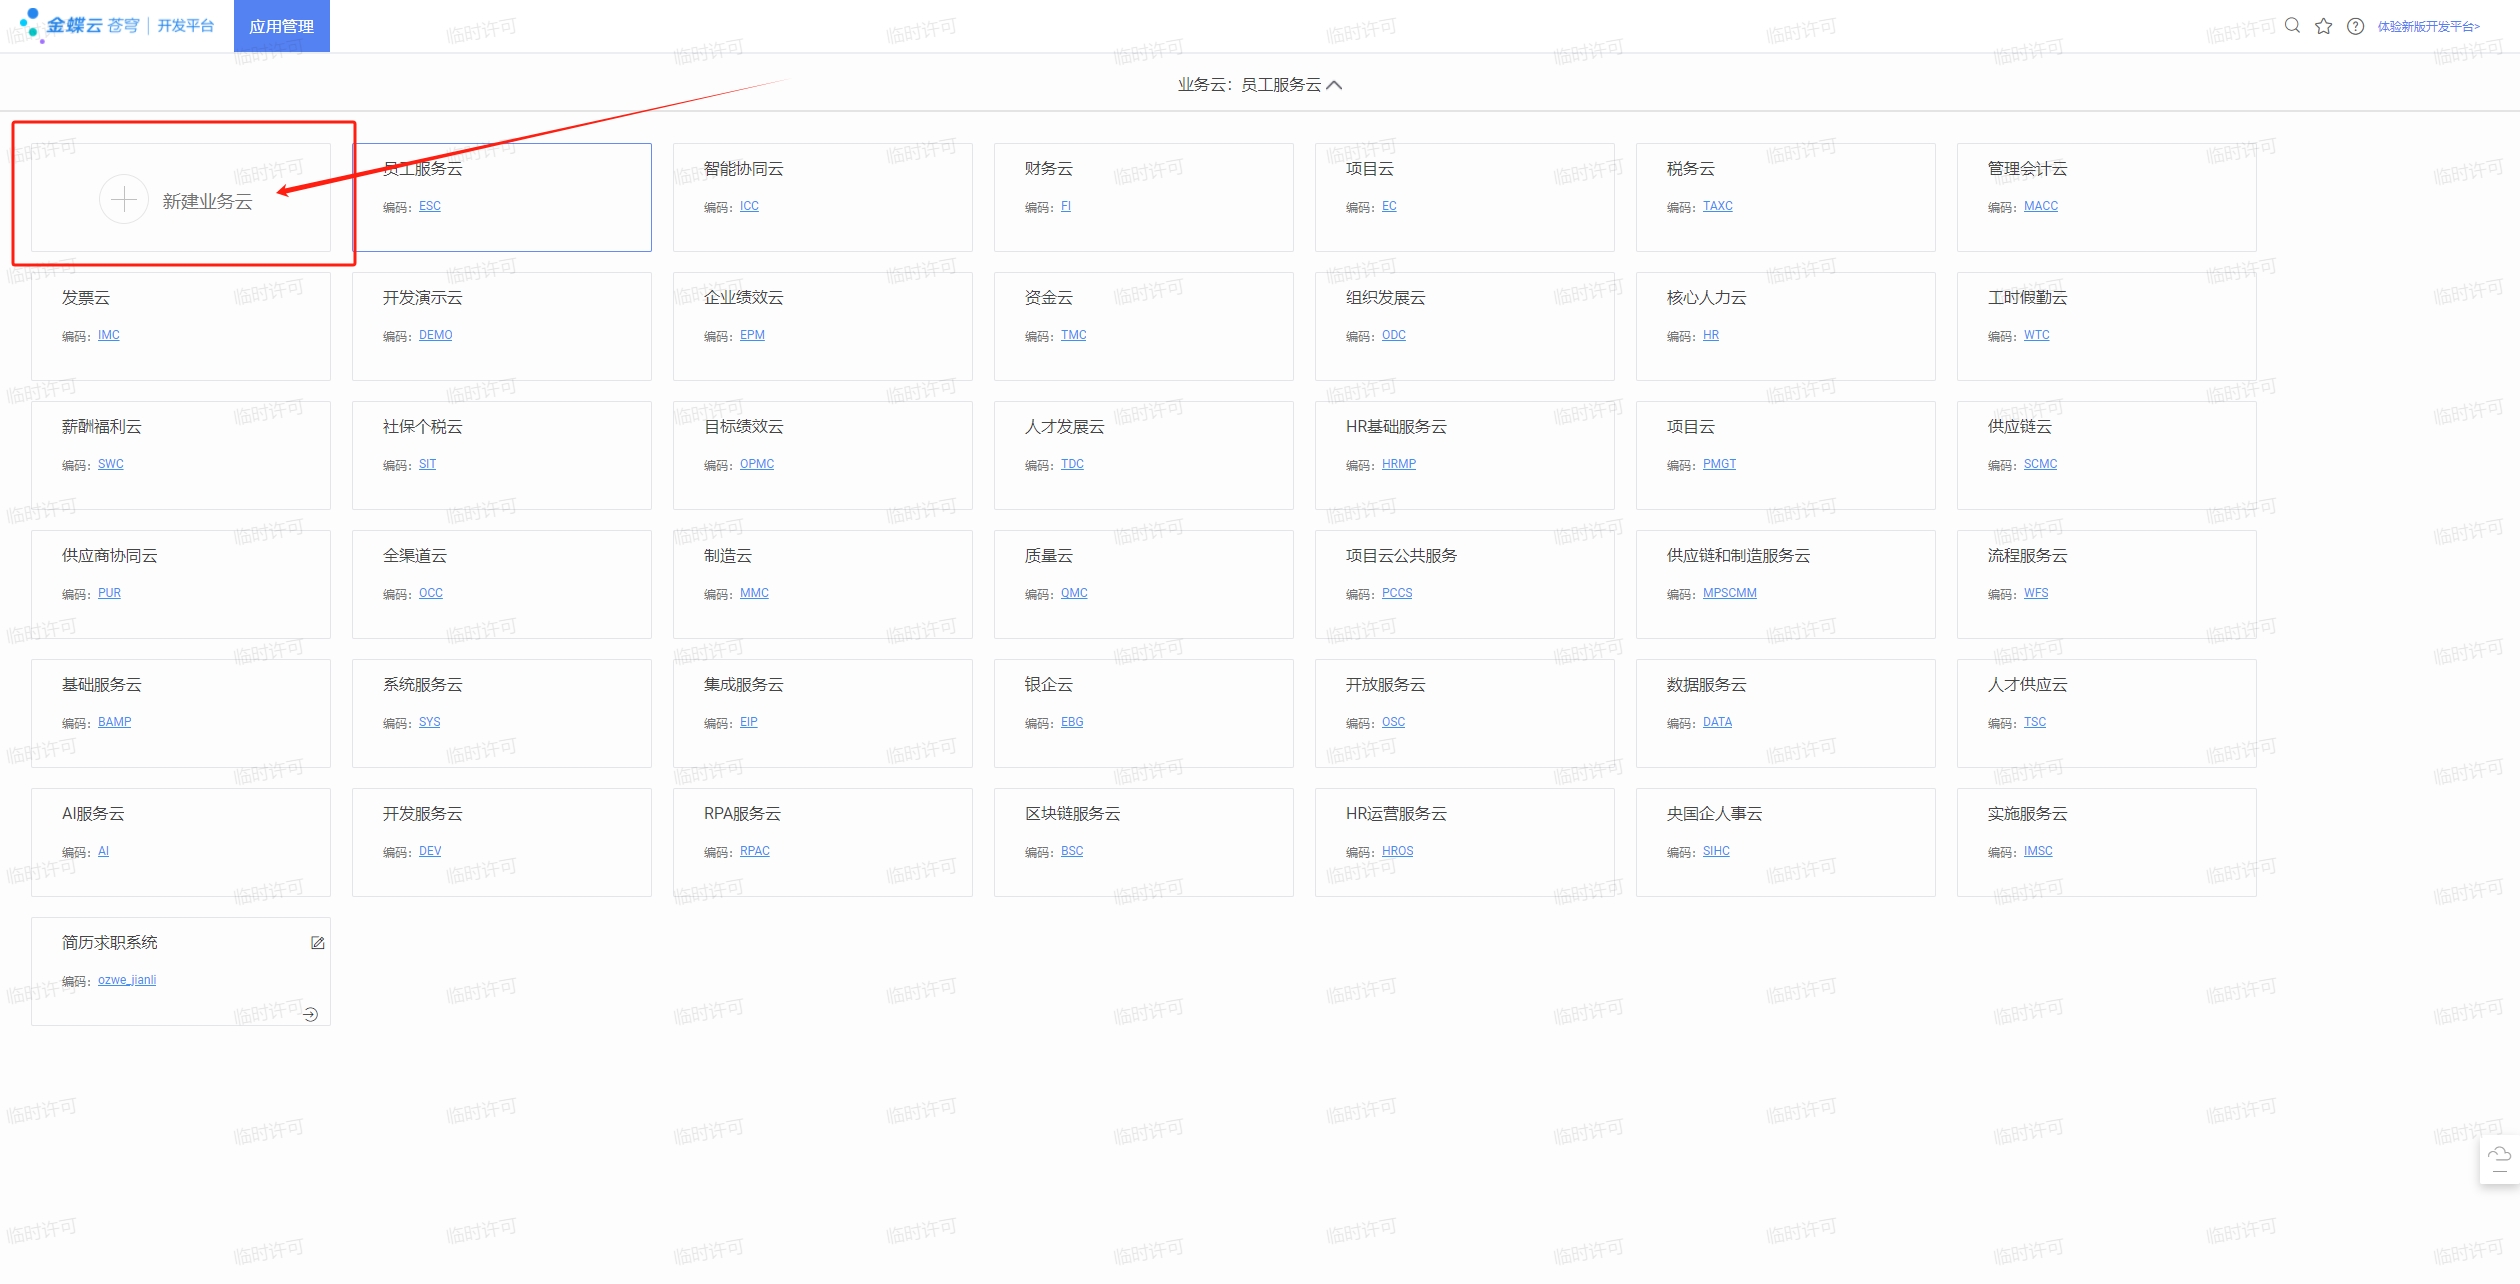 金蝶云 苍穹 | 开发平台 应用管理 体验新版开发平台>
业务云：员工服务云
新建业务云
员工服务云
编码：ESC
智能协同云
编码：ICC
财务云
编码：FI
项目云
编码：EC
税务云
编码：TAXC
管理会计云
编码：MACC
发票云
编码：IMC
开发演示云
编码：DEMO
企业绩效云
编码：EPM
资金云
编码：TMC
组织发展云
编码：ODC
核心人力云
编码：HR
工时假勤云
编码：WTC
薪酬福利云
编码：SWC
社保个税云
编码：SIT
目标绩效云
编码：OPMC
人才发展云
编码：TDC
HR基础服务云
编码：HRMP
项目云
编码：PMGT
供应链云
编码：SCMC
供应商协同云
编码：PUR
全渠道云
编码：OCC
制造云
编码：MMC
质量云
编码：QMC
项目云公共服务
编码：PCCS
供应链和制造服务云
编码：MPSCMM
流程服务云
编码：WFS
基础服务云
编码：BAMP
系统服务云
编码：SYS
集成服务云
编码：EIP
银企云
编码：EBG
开放服务云
编码：OSC
数据服务云
编码：DATA
人才供应云
编码：TSC
AI服务云
编码：AI
开发服务云
编码：DEV
RPA服务云
编码：RPAC
区块链服务云
编码：BSC
HR运营服务云
编码：HROS
央国企人事云
编码：SIHC
实施服务云
编码：IMSC
简历求职系统
编码：ozwe_jianli
临时许可